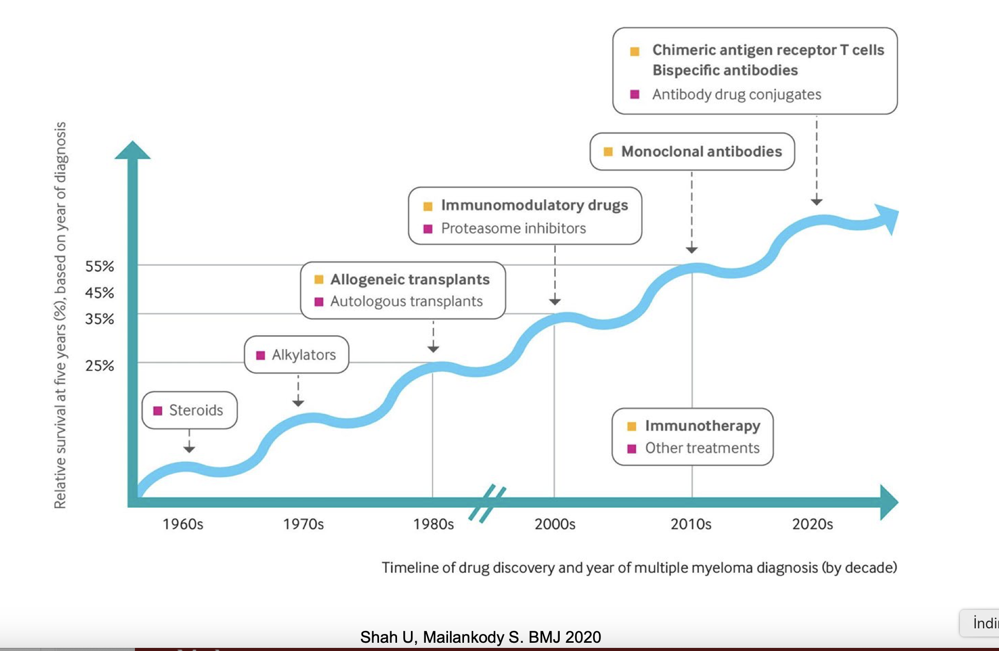 Chimeric antigen receptor T cells
Bispecific antibodies
Antibody drug conjugates
Monoclonal antibodies
Immunomodulatory drugs
Proteasome inhibitors
Allogeneic transplants
Autologous transplants
Alkylators
Steroids
Immunotherapy
Other treatments
Relative survival at five years (%), based on year of diagnosis
55%
45%
35%
25%
1960s 1970s 1980s 2000s 2010s 2020s
Timeline of drug discovery and year of multiple myeloma diagnosis (by decade)
Shah U, Mailankody S. BMJ 2020